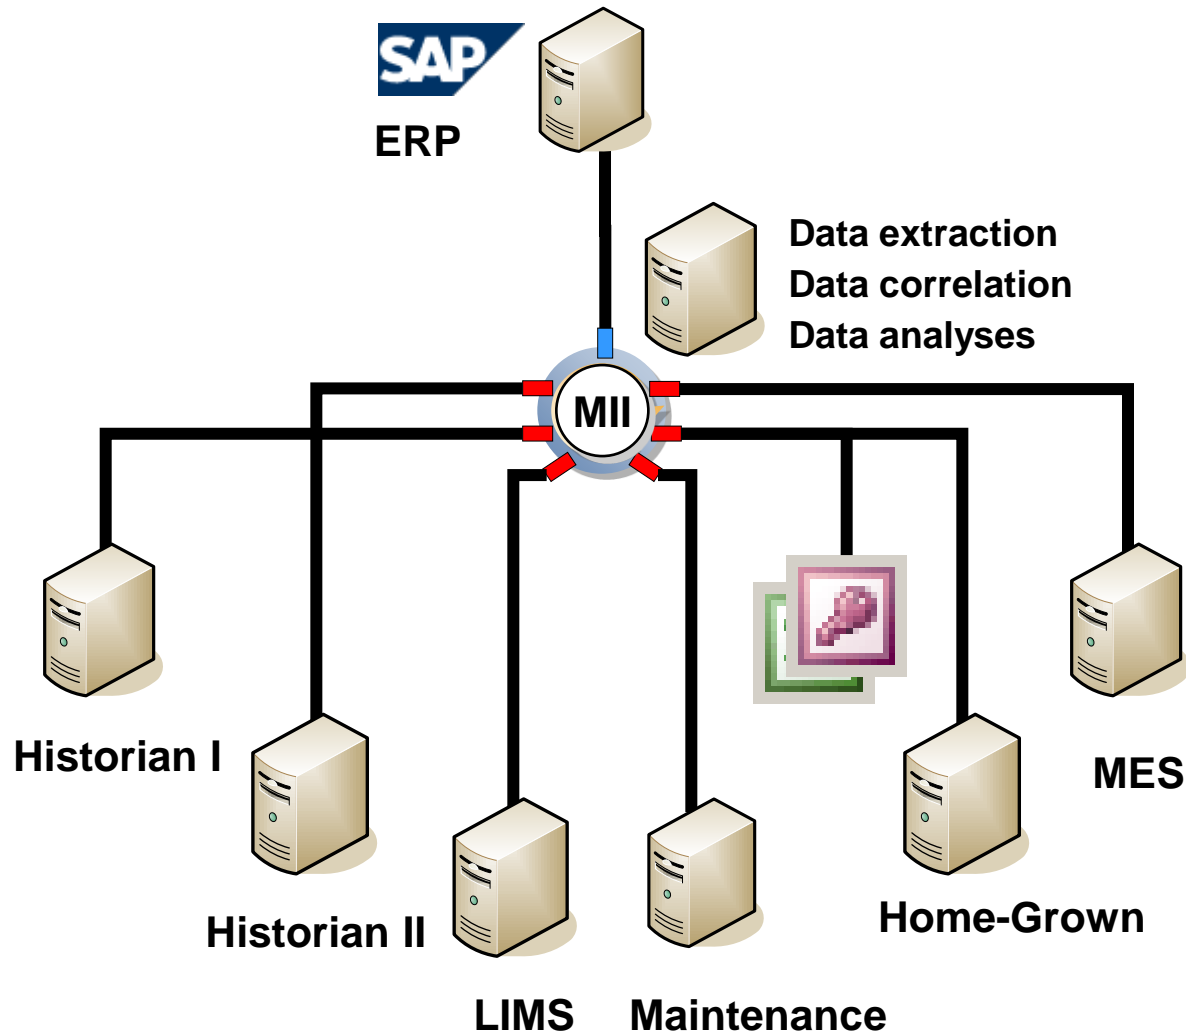 SAP
ERP
Data extraction
Data correlation
Data analyses
MII
Historian I
MES
Historian II
Home-Grown
LIMS
Maintenance